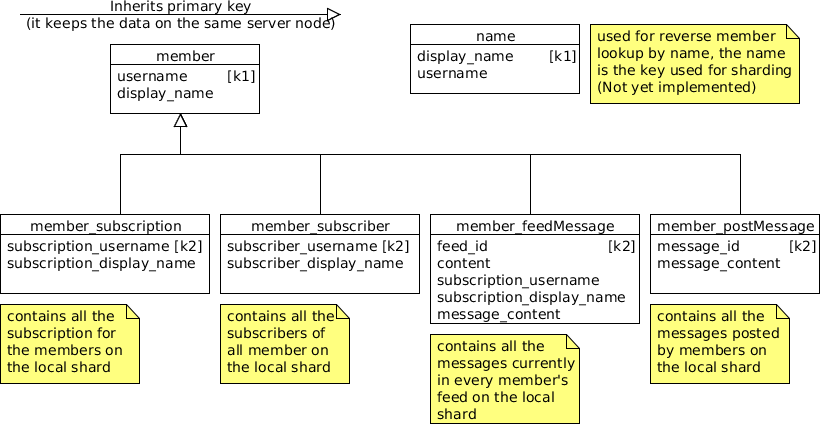 Inherits primary key
(it keeps the data on the same server node)
member
username [k1]
display_name
name
display_name [k1]
username
used for reverse member
lookup by name, the name
is the key used for sharding
(Not yet implemented)
member_subscription
subscription_username [k2]
subscription_display_name
member_subscriber
subscriber_username [k2]
subscriber_display_name
member_feedMessage
feed_id [k2]
content
subscription_username
subscription_display_name
message_content
member_postMessage
message_id [k2]
message_content
contains all the
subscription for
the members on
the local shard
contains all the
subscribers of
all member on
the local shard
contains all the
messages currently
in every member's
feed on the local
shard
contains all the
messages posted
by members on
the local shard